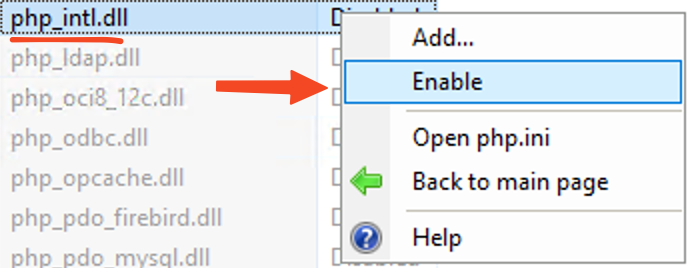 php_intl.dll
Add...
php_ldap.dll
Enable
php_oci8_12c.dll
php_odbc.dll
Open php.ini
php_opcache.dll
Back to main page
php_pdo_firebird.dll
Help
php_pdo_mysql.dll